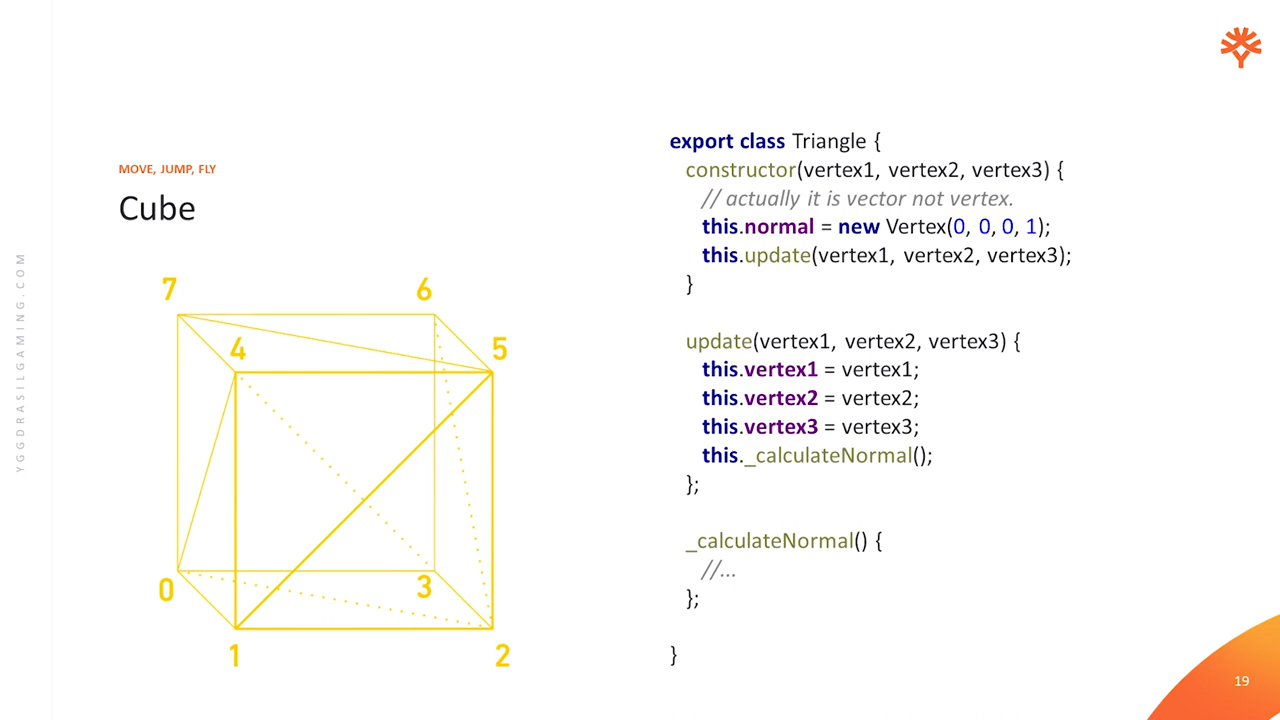 YGGDRASILGAMING.COM
MOVE, JUMP, FLY
Cube
7
6
4
5
0
3
1
2
export class Triangle {
constructor(vertex1, vertex2, vertex3) {
// actually it is vector not vertex.
this.normal = new Vertex(0, 0, 0, 1);
this.update(vertex1, vertex2, vertex3);
}
update(vertex1, vertex2, vertex3) {
this.vertex1 = vertex1;
this.vertex2 = vertex2;
this.vertex3 = vertex3;
this._calculateNormal();
};
_calculateNormal() {
//...
};
}
19